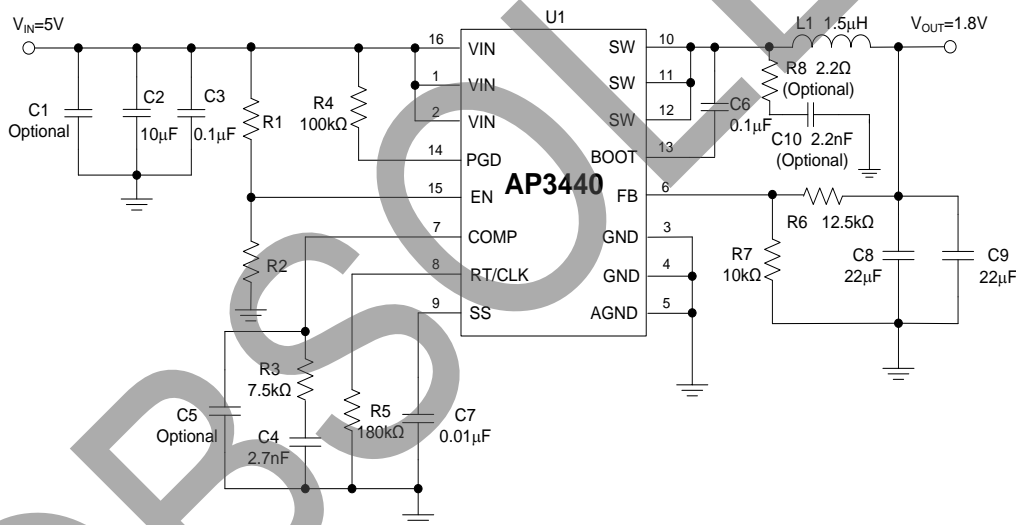 U1
V_IN=5V
L1 1.5μH
V_OUT=1.8V
16 VIN
1 VIN
2 VIN
14 PGD
15 EN
7 COMP
8 RT/CLK
9 SS
AP3440
SW 10
SW 11
SW 12
BOOT 13
FB 6
GND 3
GND 4
AGND 5
C1
Optional
C2
10μF
C3
0.1μF
R1
R4
100kΩ
R2
R3
7.5kΩ
C5
Optional
C4
2.7nF
R5
180kΩ
C7
0.01μF
R8 2.2Ω
(Optional)
C6
0.1μF
C10 2.2nF
(Optional)
R6 12.5kΩ
R7
10kΩ
C8
22μF
C9
22μF